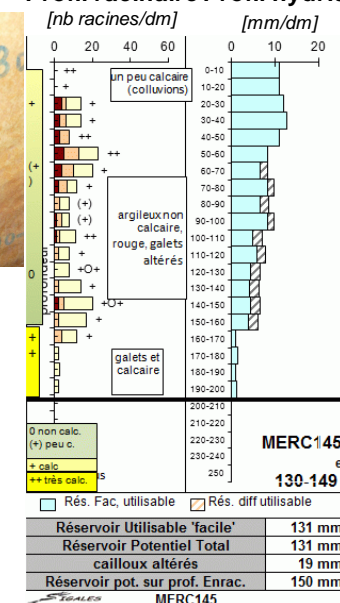 [nb racines/dm] [mm/dm]
0 20 40 60 0 10 20
++ 0-10
+ 10-20
un peu calcaire
(colluvions)
+ + 20-30
+ 30-40
++ 40-50
++ 50-60
(+
)
+ 60-70
+ 70-80
(+) 80-90
(+) 90-100
++ 100-110
+ 110-120
0 +O+ 120-130
+ 130-140
+O+ 140-150
+ 150-160
argileux non
calcaire,
rouge, galets
altérés
+ + 160-170
+ 170-180
180-190
190-200
galets et
calcaire
200-210
210-220
220-230
230-240
250
0 non calc.
(+) peu c.
+ calc
++ très calc.
MERC145
e
130-149
Rés. Fac, utilisable Rés. diff utilisable
Réservoir Utilisable 'facile' 131 mm
Réservoir Potentiel Total 131 mm
cailloux altérés 19 mm
Réservoir pot. sur prof. Enrac. 150 mm
SIGALES MERC145